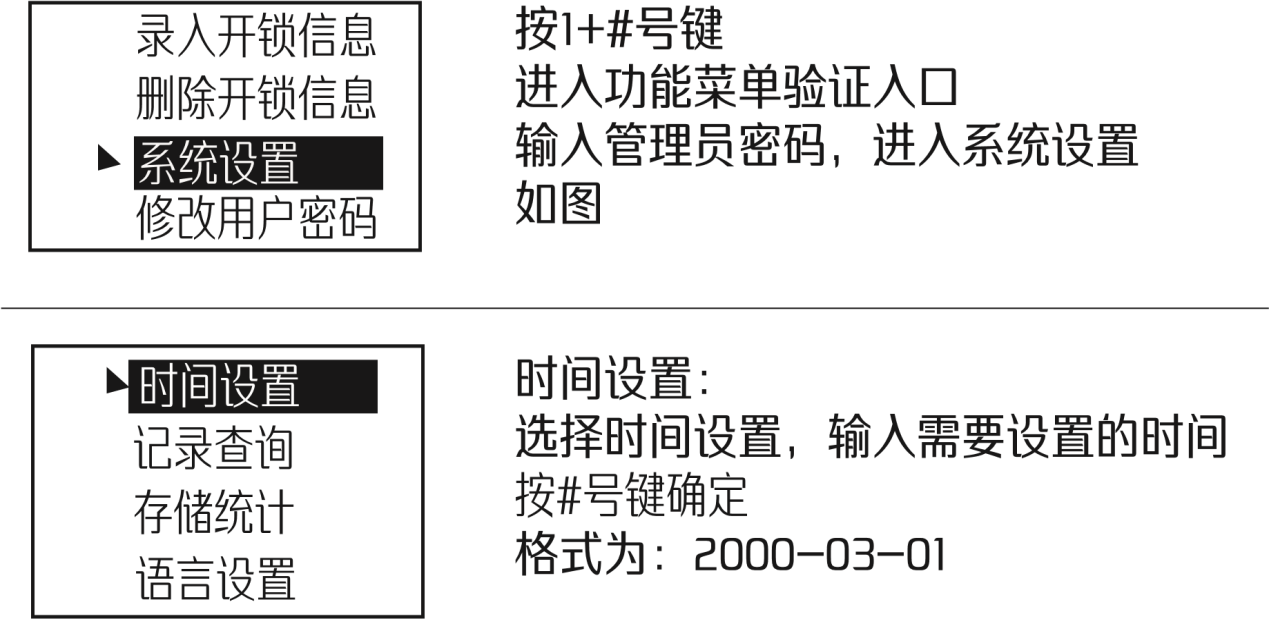 录入开锁信息
删除开锁信息
系统设置
修改用户密码
按1+#号键
进入功能菜单验证入口
输入管理员密码，进入系统设置
如图
时间设置
记录查询
存储统计
语言设置
时间设置：
选择时间设置，输入需要设置的时间
按#号键确定
格式为：2000-03-01